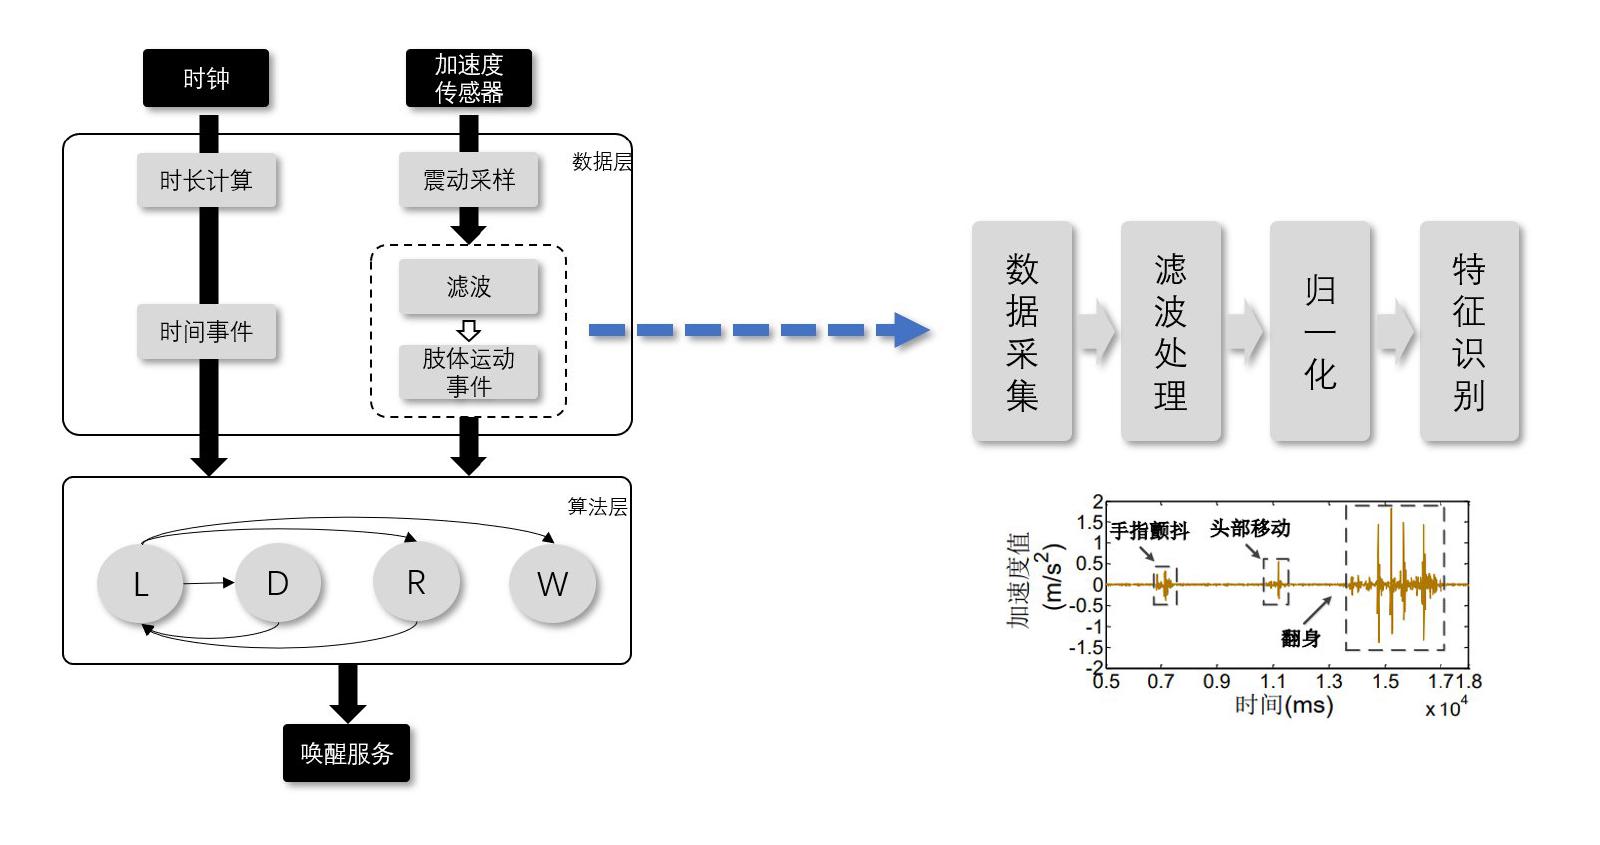 时钟
加速度
传感器
数据层
时长计算
震动采样
滤波
时间事件
肢体运动
事件
算法层
L
D
R
W
唤醒服务
数据采集
滤波处理
归一化
特征识别
加速度值
(m/s²)
2
1.5
1
0.5
0
-0.5
-1
-1.5
-2
手指颤抖
头部移动
翻身
0.5 0.7 0.9 1.1 1.3 1.5 1.7 1.8
时间(ms)
x 10⁴